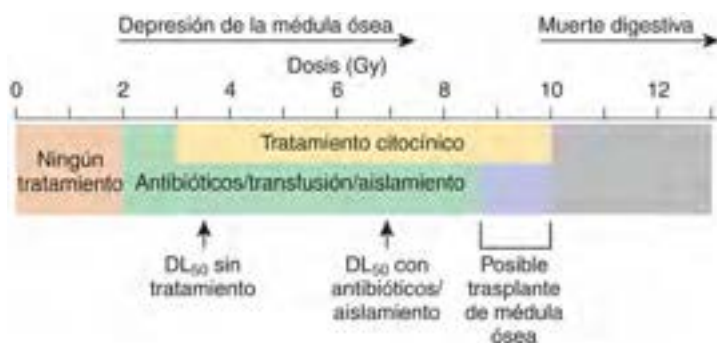 Depresión de la médula ósea
Muerte digestiva
Dosis (Gy)
0 2 4 6 8 10 12
Tratamiento citocínico
Ningún
tratamiento
Antibióticos/transfusión/aislamiento
DL50 sin
tratamiento
DL50 con
antibióticos/
aislamiento
Posible
trasplante
de médula
ósea